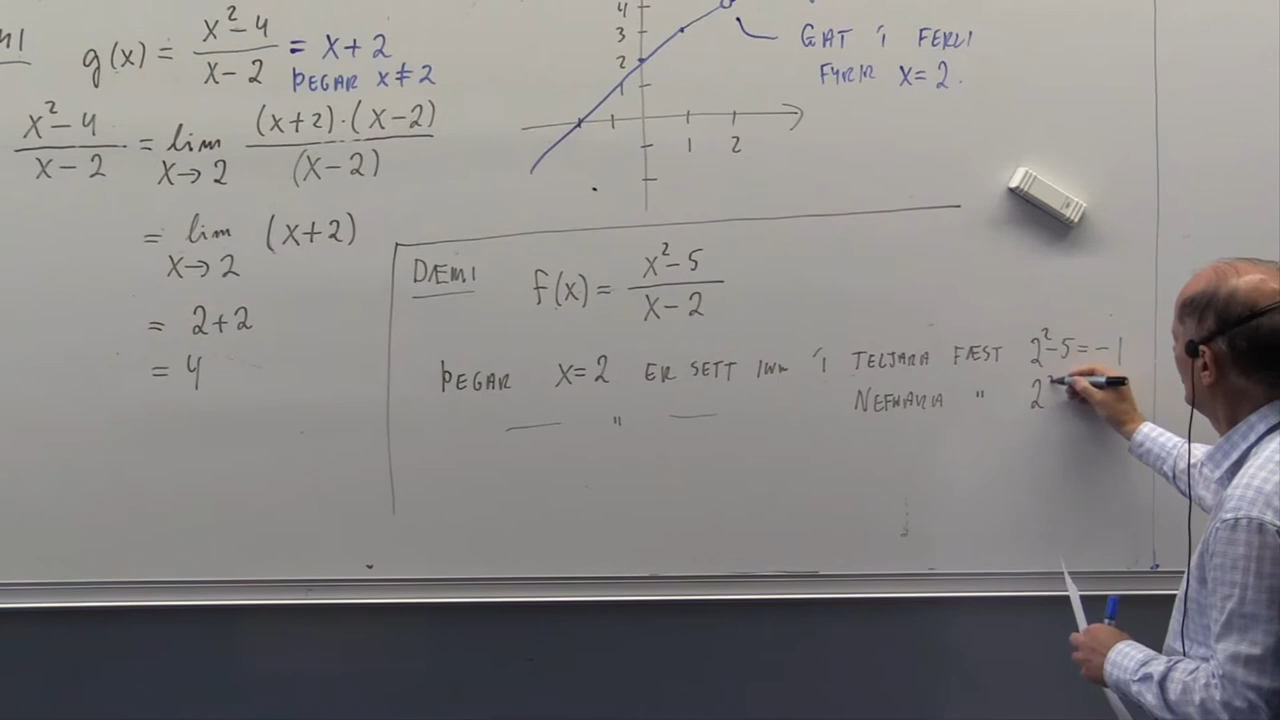 g(x) = x²-4 / x-2 = x+2
ÞEGAR x≠2
x²-4 / x-2 = lim x→2 (x+2)·(x-2) / (x-2)
= lim x→2 (x+2)
= 2+2
= 4
4
3
2
1
1 2
GAT Í FERLI
FYRIR x=2.
DÆMI f(x) = x²-5 / x-2
ÞEGAR x=2 ER SETT INN Í TELJARA FÆST 2²-5=-1
— " — NEFNARA " 2